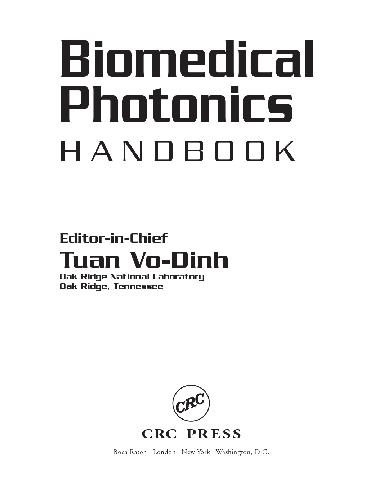 Biomedical
Photonics
HANDBOOK
Editor-in-Chief
Tuan Vo-Dinh
Oak Ridge National Laboratory
Oak Ridge, Tennessee
CRC
CRC PRESS
Boca Raton London New York Washington, D.C.